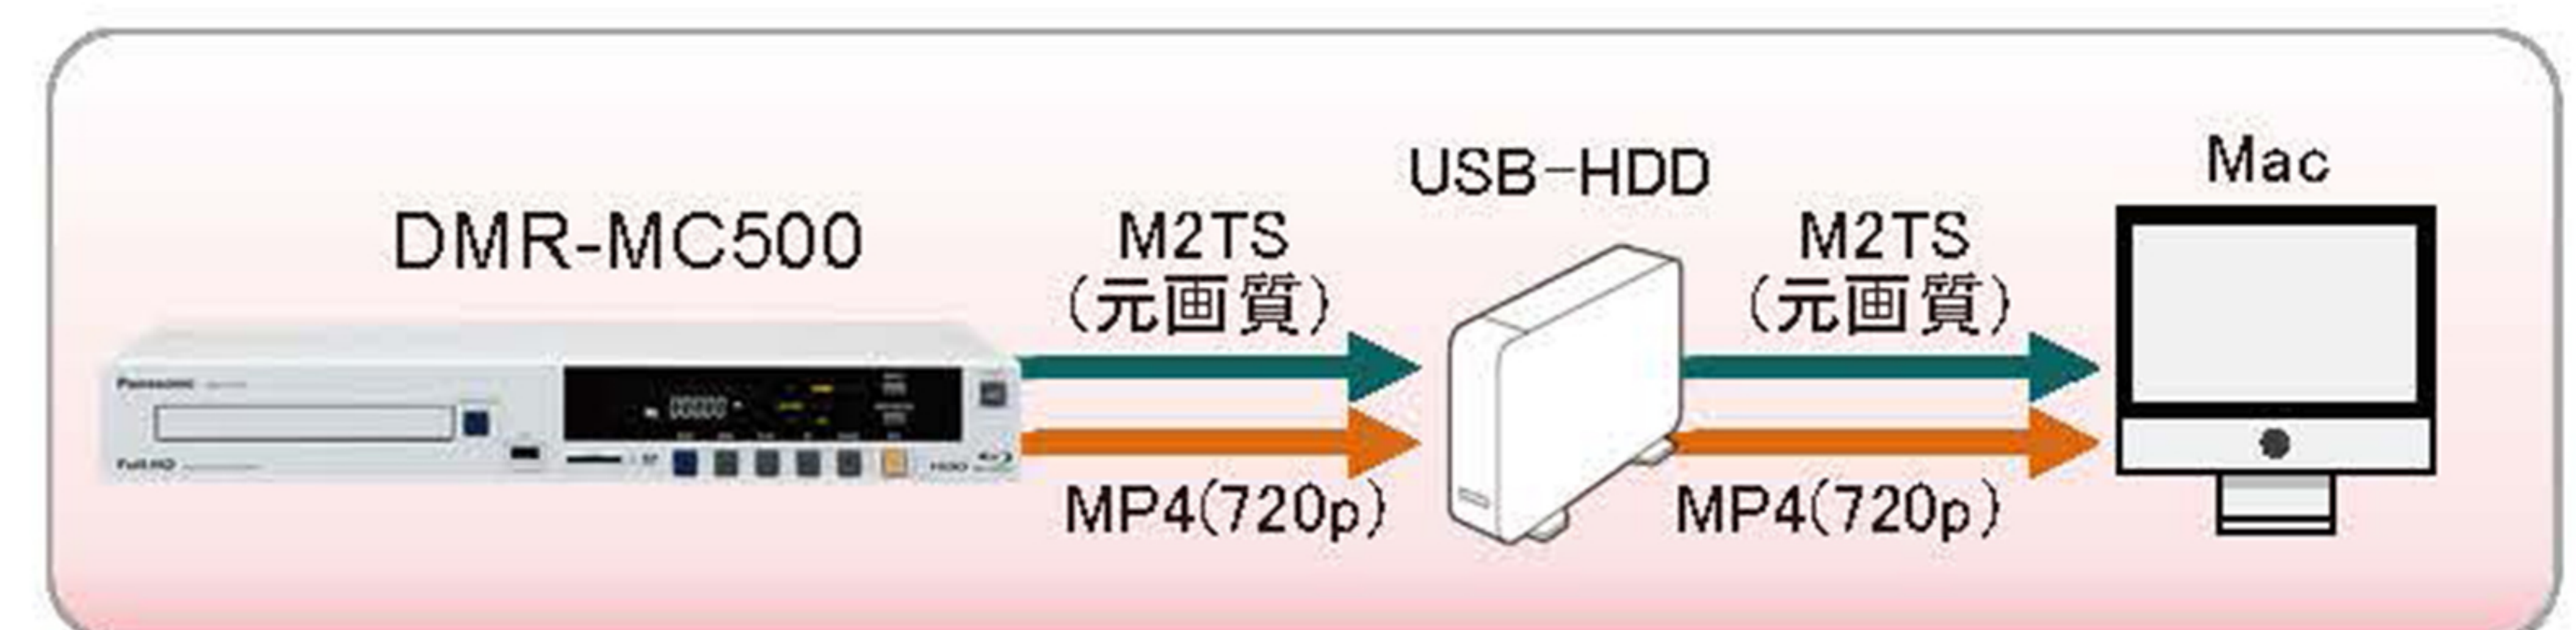 DMR-MC500
M2TS
(元画質)
MP4(720p)
USB-HDD
M2TS
(元画質)
MP4(720p)
Mac
Panasonic
Full HD
HDD